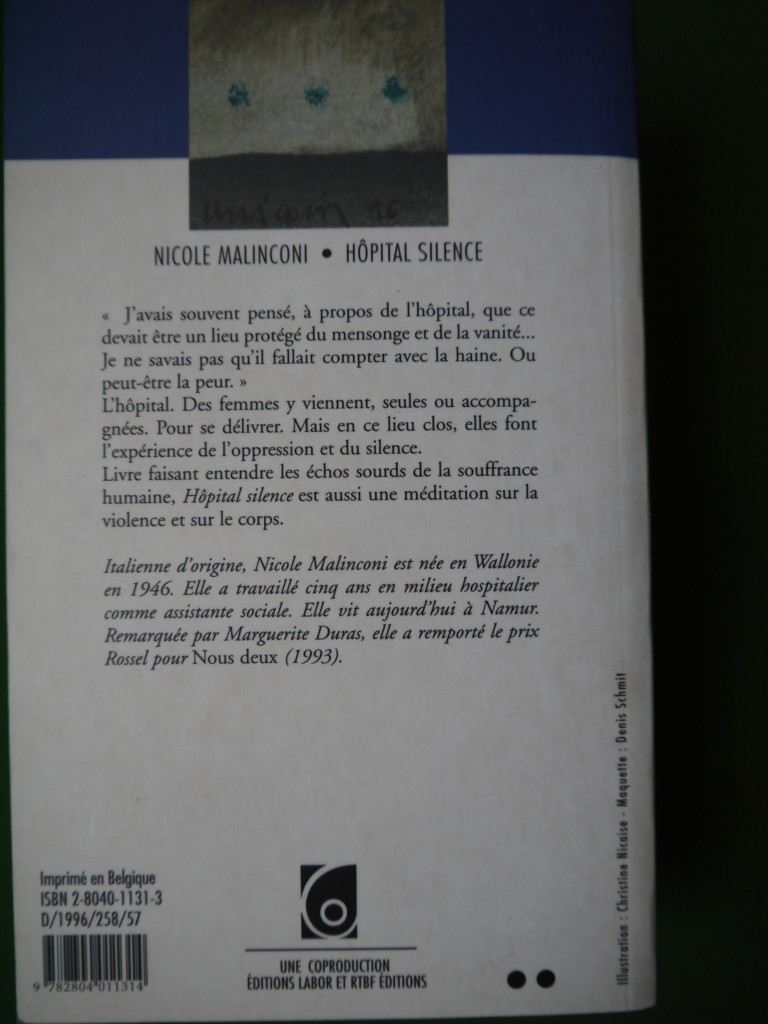 NICOLE MALINCONI • HÔPITAL SILENCE
« J'avais souvent pensé, à propos de l'hôpital, que ce
devait être un lieu protégé du mensonge et de la vanité...
Je ne savais pas qu'il fallait compter avec la haine. Ou
peut-être la peur. »
L'hôpital. Des femmes y viennent, seules ou accompa-
gnées. Pour se délivrer. Mais en ce lieu clos, elles font
l'expérience de l'oppression et du silence.
Livre faisant entendre les échos sourds de la souffrance
humaine, Hôpital silence est aussi une méditation sur la
violence et sur le corps.
Italienne d'origine, Nicole Malinconi est née en Wallonie
en 1946. Elle a travaillé cinq ans en milieu hospitalier
comme assistante sociale. Elle vit aujourd'hui à Namur.
Remarquée par Marguerite Duras, elle a remporté le prix
Rossel pour Nous deux (1993).
Illustration : Christine Nicaise - Maquette : Denis Schmit
Imprimé en Belgique
ISBN 2-8040-1131-3
D/1996/258/57
9 782804 011314
UNE COPRODUCTION
ÉDITIONS LABOR ET RTBF ÉDITIONS